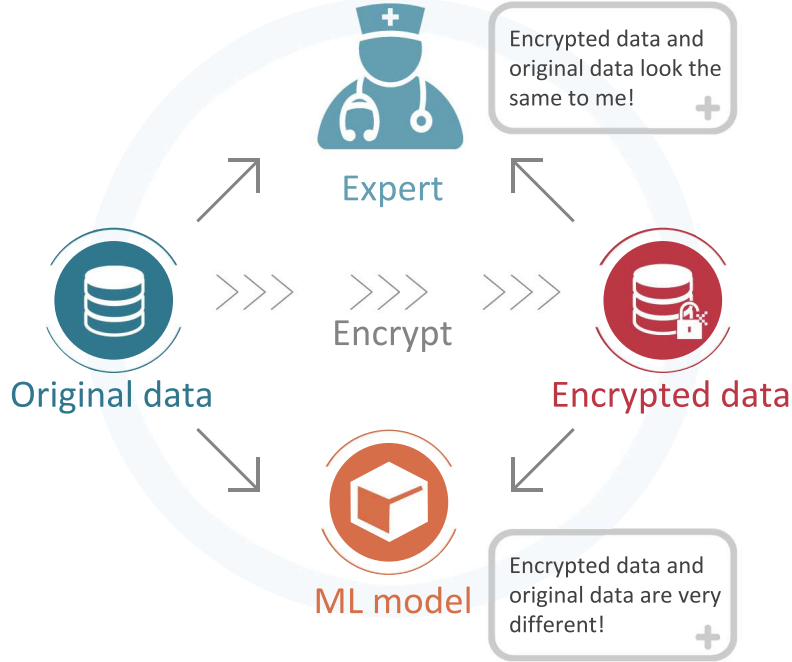 Encrypted data and
original data look the
same to me!
Expert
Encrypt
Original data
Encrypted data
ML model
Encrypted data and
original data are very
different!